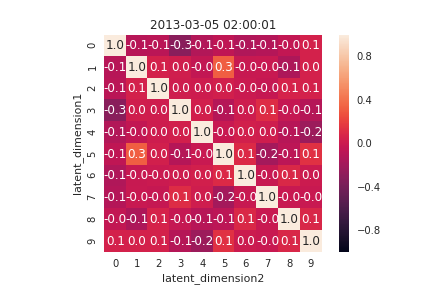 2013-03-05 02:00:01
latent_dimension1
0 1.0 -0.1 -0.1 -0.3 -0.1 -0.1 -0.1 -0.1 -0.0 0.1
1 -0.1 1.0 0.1 0.0 -0.0 0.3 -0.0 -0.0 -0.1 0.0
2 -0.1 0.1 1.0 0.0 0.0 0.0 0.0 -0.0 0.1 0.1
3 -0.3 0.0 0.0 1.0 0.0 -0.1 0.0 0.1 -0.0 -0.1
4 -0.1 -0.0 0.0 0.0 1.0 0.0 0.0 0.0 -0.1 -0.2
5 -0.1 0.3 0.0 -0.1 -0.0 1.0 0.1 -0.2 -0.1 0.1
6 -0.1 -0.0 0.0 0.0 0.0 0.1 1.0 -0.0 0.1 0.0
7 -0.1 -0.0 -0.0 0.1 0.0 -0.2 -0.0 1.0 -0.0 0.0
8 -0.0 -0.1 0.1 -0.0 -0.1 -0.1 0.1 -0.0 1.0 0.1
9 0.1 0.0 0.1 -0.1 -0.2 0.1 0.0 -0.0 0.1 1.0
0 1 2 3 4 5 6 7 8 9
latent_dimension2
0.8
0.4
0.0
−0.4
−0.8